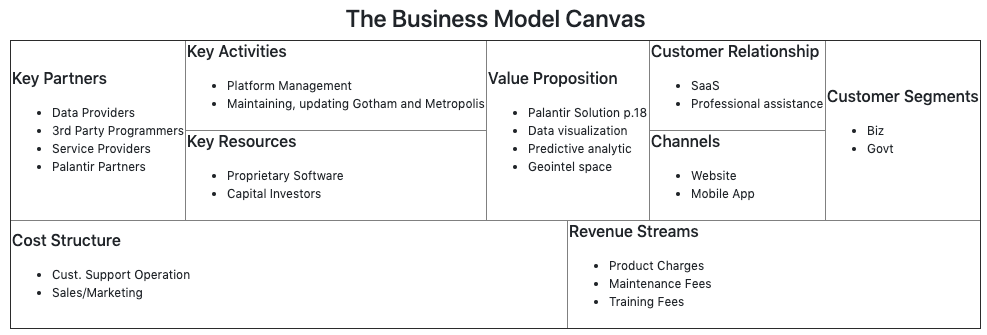 The Business Model Canvas
Key Partners
Data Providers
3rd Party Programmers
Service Providers
Palantir Partners
Key Activities
Platform Management
Maintaining, updating Gotham and Metropolis
Key Resources
Proprietary Software
Capital Investors
Value Proposition
Palantir Solution p.18
Data visualization
Predictive analytic
Geointel space
Customer Relationship
SaaS
Professional assistance
Channels
Website
Mobile App
Customer Segments
Biz
Govt
Cost Structure
Cust. Support Operation
Sales/Marketing
Revenue Streams
Product Charges
Maintenance Fees
Training Fees